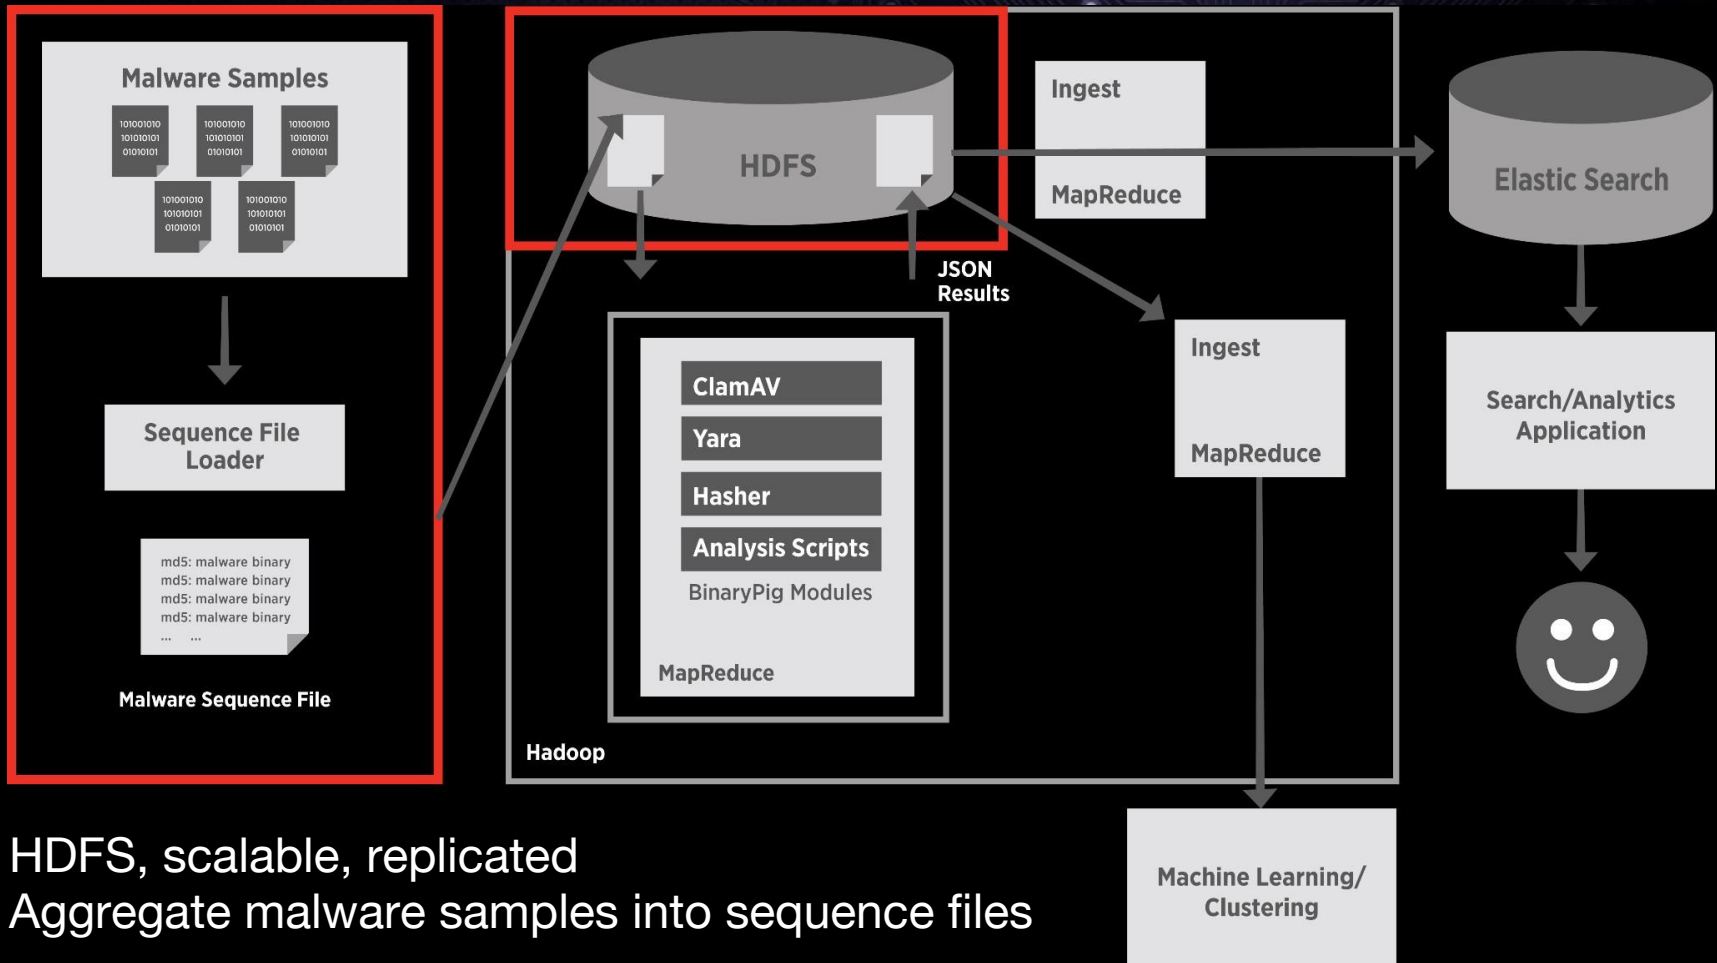 Malware Samples
101001010
101010101
01010101
101001010
101010101
01010101
101001010
101010101
01010101
101001010
101010101
01010101
101001010
101010101
01010101
Sequence File
Loader
md5: malware binary
md5: malware binary
md5: malware binary
md5: malware binary
... ...
Malware Sequence File
HDFS
JSON
Results
ClamAV
Yara
Hasher
Analysis Scripts
BinaryPig Modules
MapReduce
Hadoop
Ingest
MapReduce
Ingest
MapReduce
Elastic Search
Search/Analytics
Application
Machine Learning/
Clustering
HDFS, scalable, replicated
Aggregate malware samples into sequence files